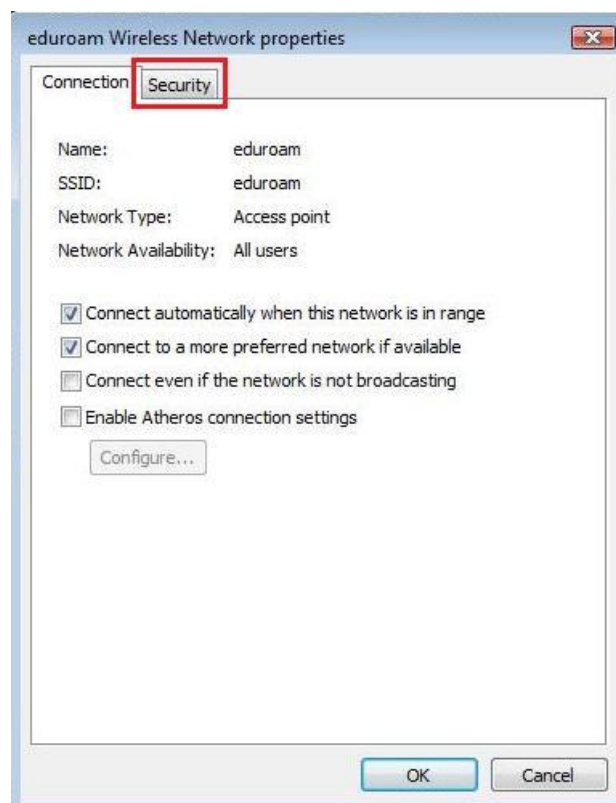 eduroam Wireless Network properties
Connection Security
Name: eduroam
SSID: eduroam
Network Type: Access point
Network Availability: All users
Connect automatically when this network is in range
Connect to a more preferred network if available
Connect even if the network is not broadcasting
Enable Atheros connection settings
Configure...
OK Cancel